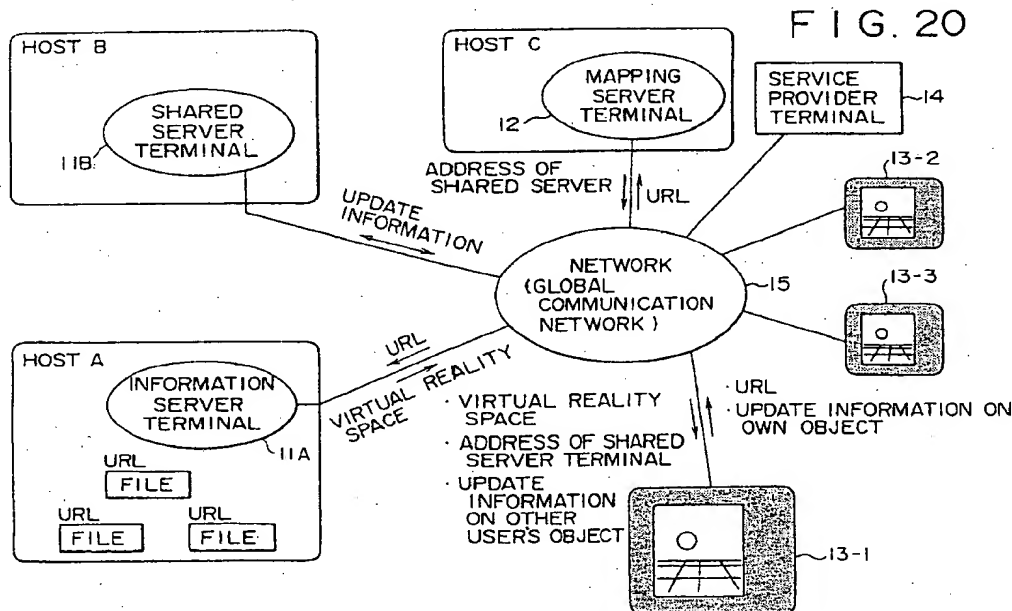 FIG. 20
HOST B
SHARED
SERVER
TERMINAL
11B
HOST C
MAPPING
SERVER
TERMINAL
12
SERVICE
PROVIDER
TERMINAL
14
ADDRESS OF
SHARED SERVER
URL
UPDATE
INFORMATION
13-2
13-3
NETWORK
(GLOBAL
COMMUNICATION
NETWORK)
15
HOST A
INFORMATION
SERVER
TERMINAL
11A
URL
FILE
URL
FILE
URL
FILE
URL
VIRTUAL REALITY
SPACE
· VIRTUAL REALITY
SPACE
· ADDRESS OF SHARED
SERVER TERMINAL
· UPDATE
INFORMATION
ON OTHER
USER'S OBJECT
· URL
· UPDATE INFORMATION ON
OWN OBJECT
13-1